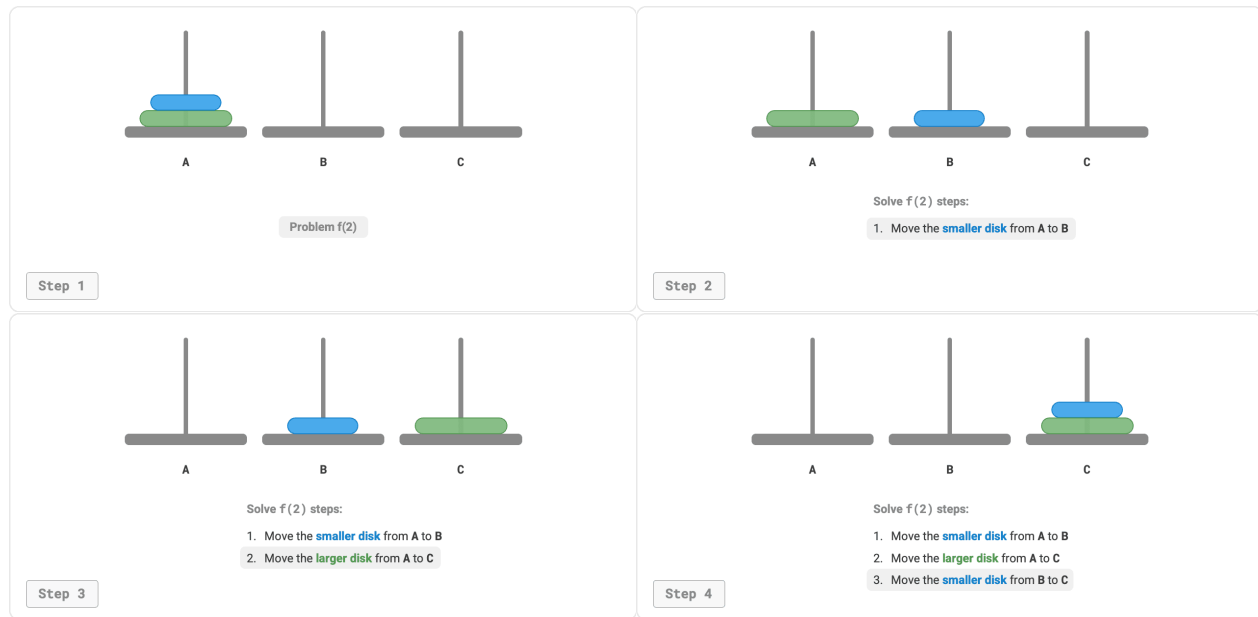 A B C
Problem f(2)
Step 1
A B C
Solve f(2) steps:
1. Move the smaller disk from A to B
Step 2
A B C
Solve f(2) steps:
1. Move the smaller disk from A to B
2. Move the larger disk from A to C
Step 3
A B C
Solve f(2) steps:
1. Move the smaller disk from A to B
2. Move the larger disk from A to C
3. Move the smaller disk from B to C
Step 4